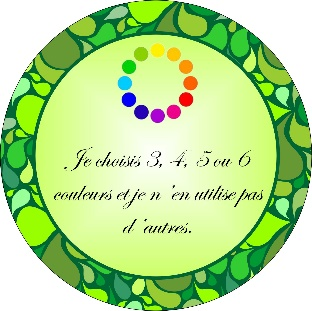 Je choisis 3, 4, 5 ou 6
couleurs et je n'en utilise pas
d'autres.